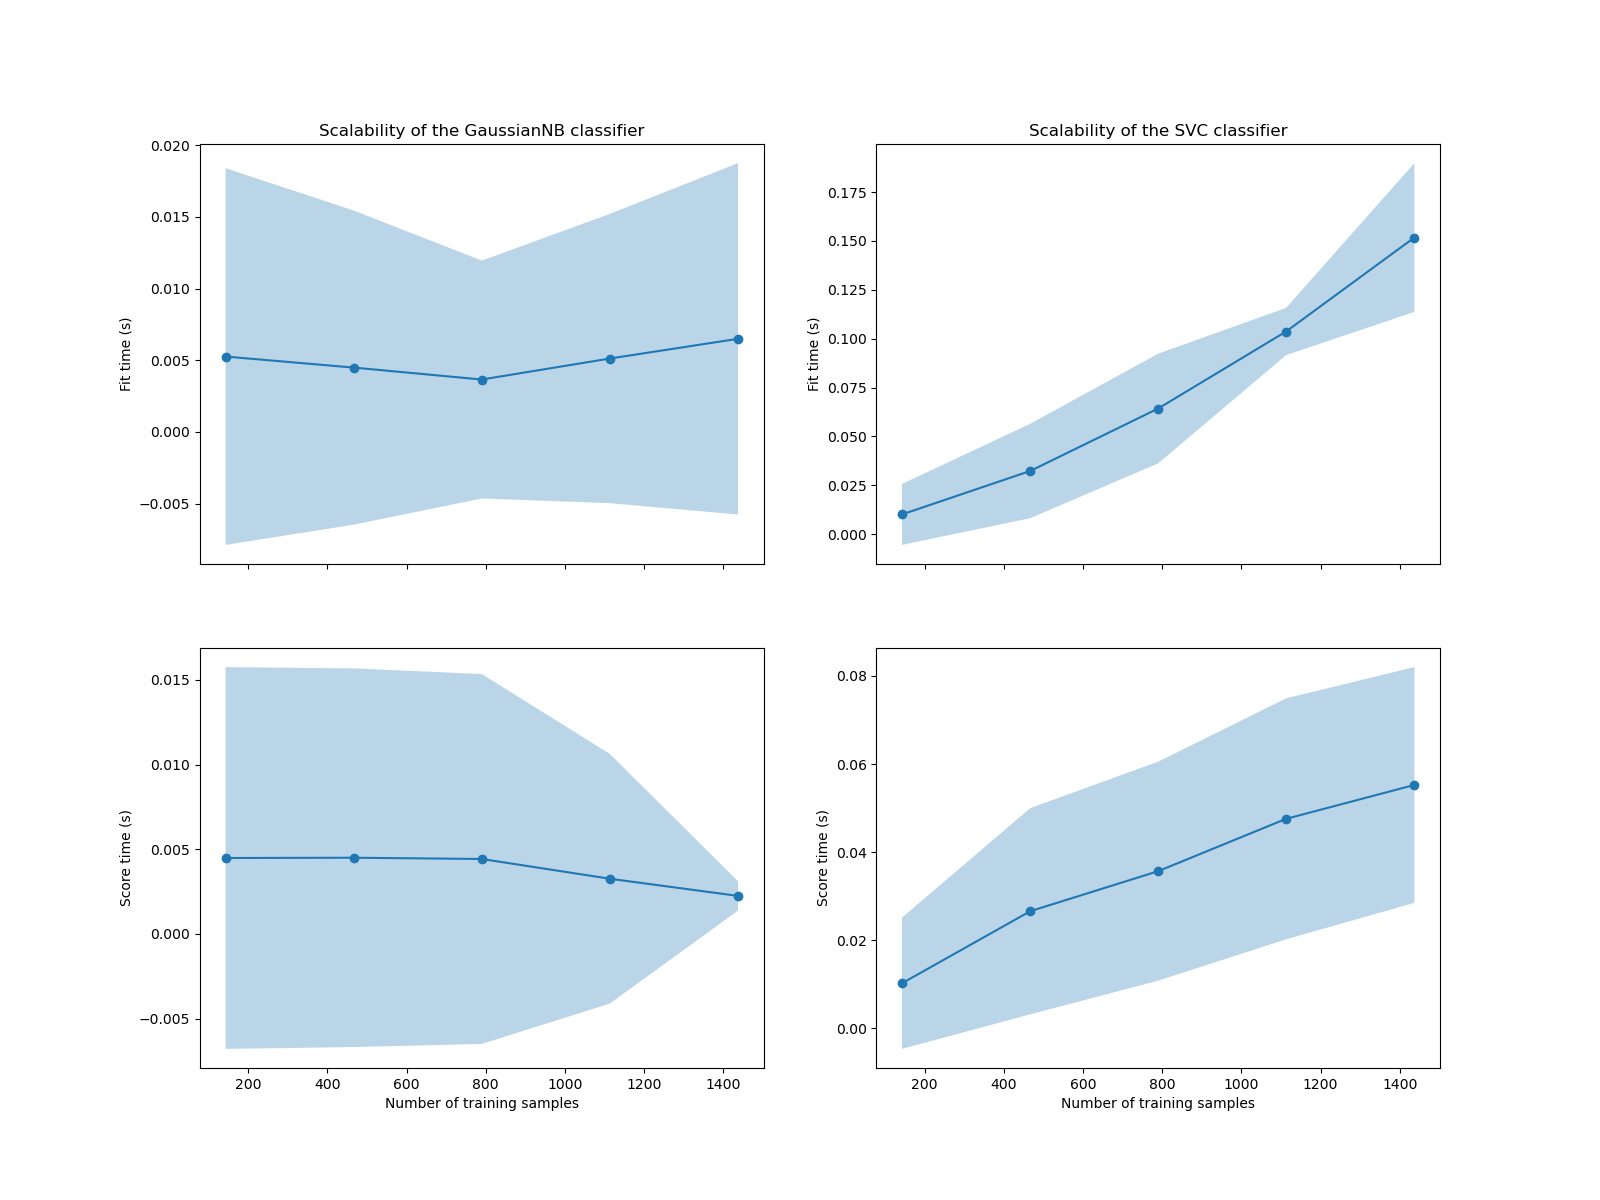 Scalability of the GaussianNB classifier
0.020
0.015
0.010
0.005
0.000
−0.005
Fit time (s)
Scalability of the SVC classifier
0.175
0.150
0.125
0.100
0.075
0.050
0.025
0.000
Fit time (s)
0.015
0.010
0.005
0.000
−0.005
Score time (s)
200 400 600 800 1000 1200 1400
Number of training samples
0.08
0.06
0.04
0.02
0.00
Score time (s)
200 400 600 800 1000 1200 1400
Number of training samples